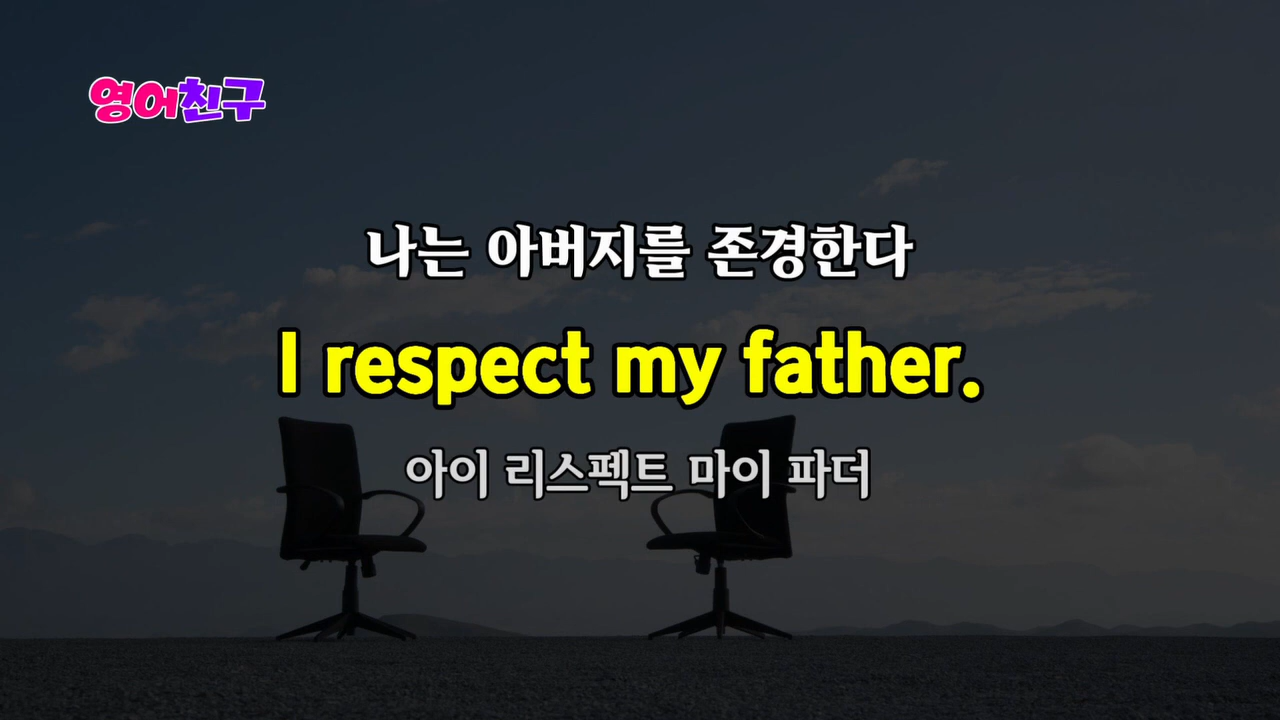 영어친구
나는 아버지를 존경한다
I respect my father.
아이 리스펙트 마이 파더